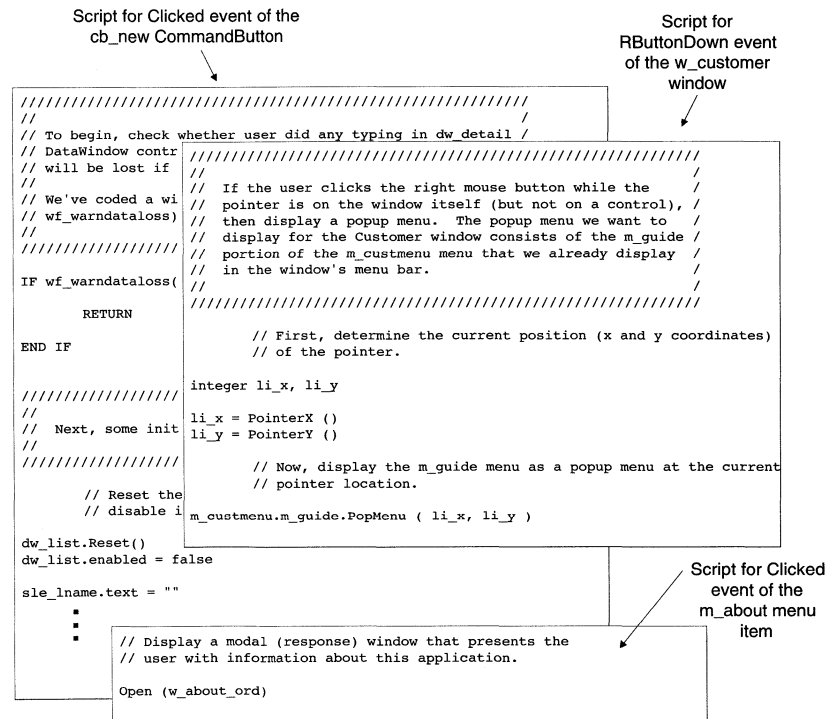 Script for Clicked event of the
cb_new CommandButton
Script for
RButtonDown event
of the w_customer
window
////////////////////////////////////////////////////////////
// /
// To begin, check whether user did any typing in dw_detail /
// DataWindow contr
// will be lost if
//
// We've coded a wi
// wf_warndataloss)
//
///////////////////
IF wf_warndataloss(
RETURN
END IF
///////////////////
//
// Next, some init
//
///////////////////
// Reset the
// disable i
dw_list.Reset()
dw_list.enabled = false
sle_lname.text = ""
////////////////////////////////////////////////////////////
// /
// If the user clicks the right mouse button while the /
// pointer is on the window itself (but not on a control), /
// then display a popup menu. The popup menu we want to /
// display for the Customer window consists of the m_guide /
// portion of the m_custmenu menu that we already display /
// in the window's menu bar. /
// /
////////////////////////////////////////////////////////////
// First, determine the current position (x and y coordinates)
// of the pointer.
integer li_x, li_y
li_x = PointerX ()
li_y = PointerY ()
// Now, display the m_guide menu as a popup menu at the current
// pointer location.
m_custmenu.m_guide.PopMenu ( li_x, li_y )
Script for Clicked
event of the
m_about menu
item
// Display a modal (response) window that presents the
// user with information about this application.
Open (w_about_ord)